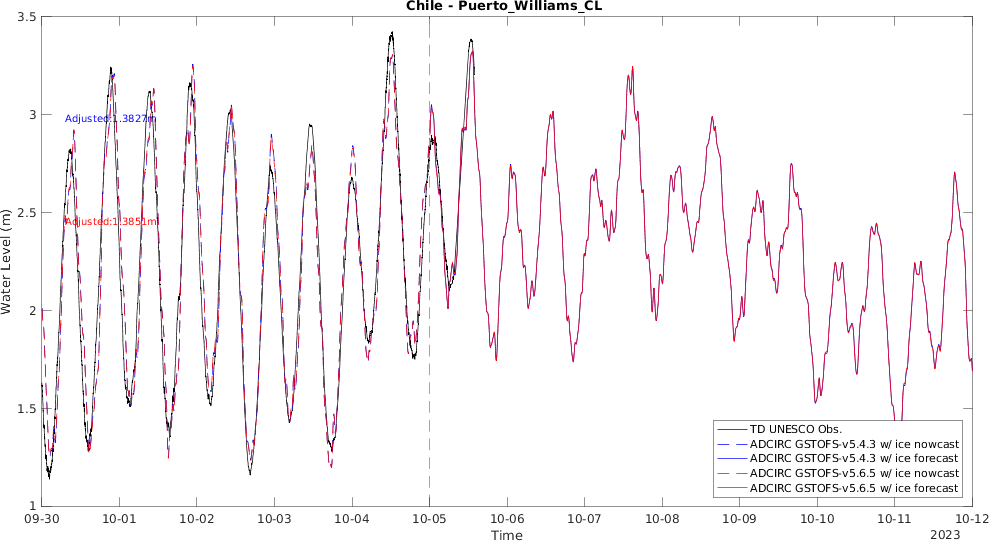 Chile - Puerto_Williams_CL
3.5
3
2.5
2
1.5
1
Water Level (m)
Adjusted:1.3827m
Adjusted:1.3851m
TD UNESCO Obs.
ADCIRC GSTOFS-v5.4.3 w/ ice nowcast
ADCIRC GSTOFS-v5.4.3 w/ ice forecast
ADCIRC GSTOFS-v5.6.5 w/ ice nowcast
ADCIRC GSTOFS-v5.6.5 w/ ice forecast
09-30 10-01 10-02 10-03 10-04 10-05 10-06 10-07 10-08 10-09 10-10 10-11 10-12
Time
2023